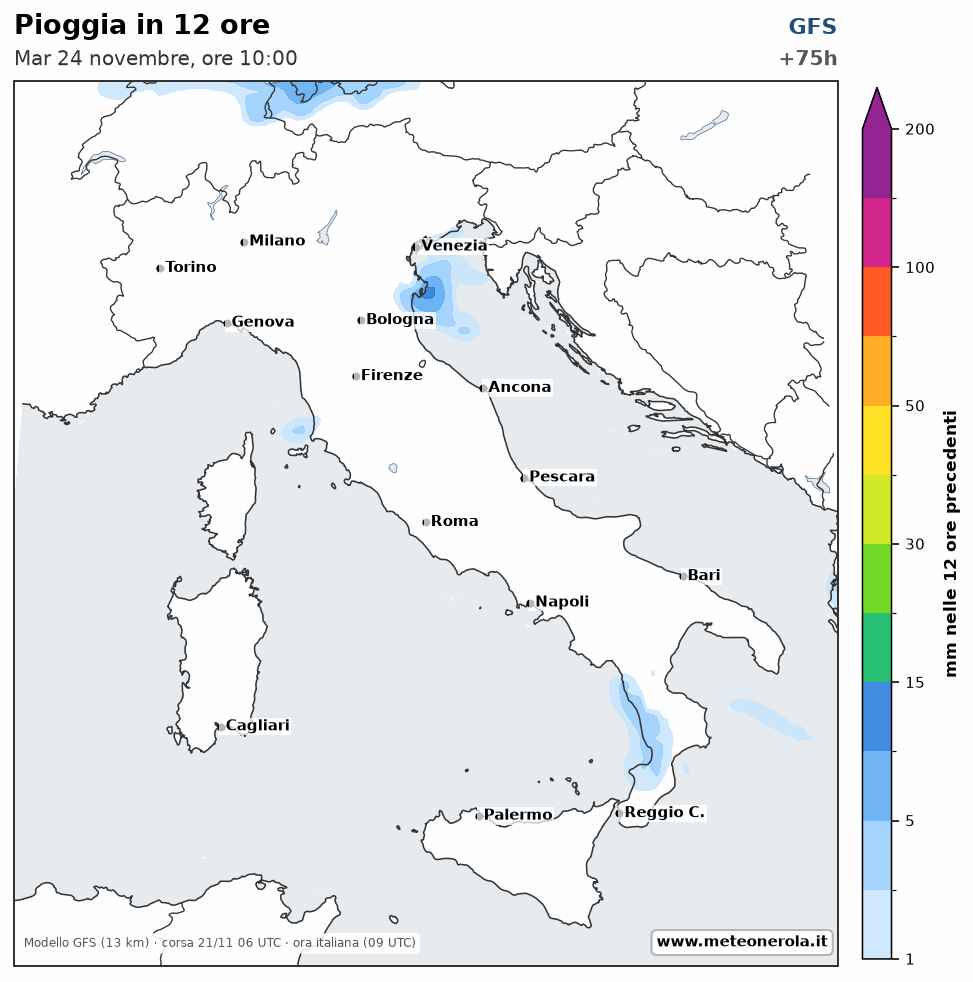 Pioggia in 12 ore
GFS
Mar 24 novembre, ore 10:00
+75h
Milano
Venezia
Torino
Genova
Bologna
Firenze
Ancona
Pescara
Roma
Bari
Napoli
Cagliari
Palermo
Reggio C.
200
100
50
30
15
5
1
mm nelle 12 ore precedenti
Modello GFS (13 km) · corsa 21/11 06 UTC · ora italiana (09 UTC)
www.meteonerola.it